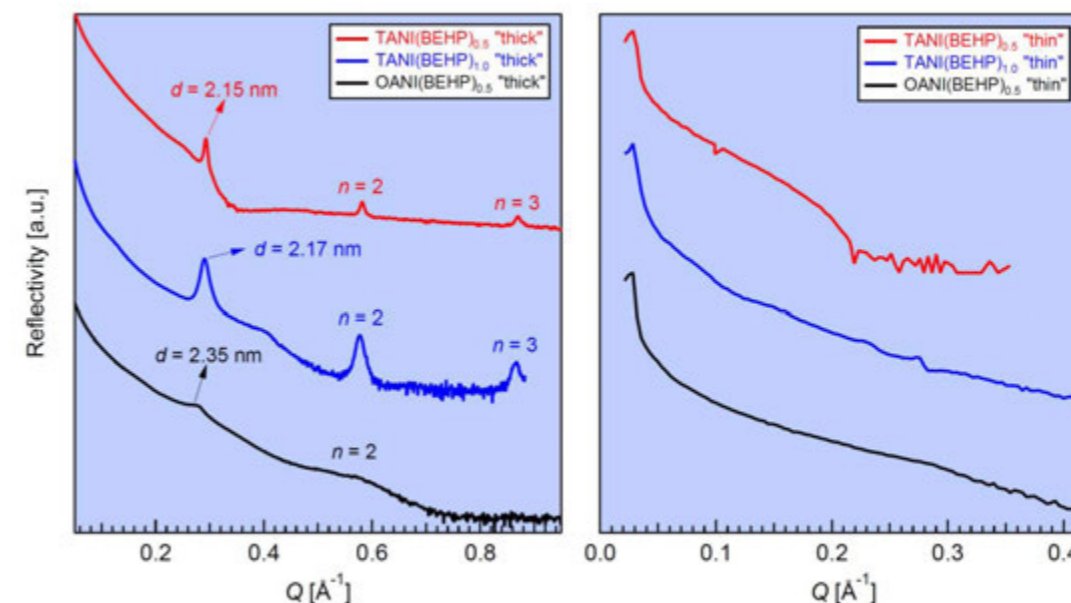 Reflectivity [a.u.]
TANI(BEHP)0.5 "thick"
TANI(BEHP)1.0 "thick"
OANI(BEHP)0.5 "thick"
d = 2.15 nm
n = 2
n = 3
d = 2.17 nm
n = 2
n = 3
d = 2.35 nm
n = 2
0.2 0.4 0.6 0.8
Q [Å-1]
TANI(BEHP)0.5 "thin"
TANI(BEHP)1.0 "thin"
OANI(BEHP)0.5 "thin"
0.0 0.1 0.2 0.3 0.4
Q [Å-1]